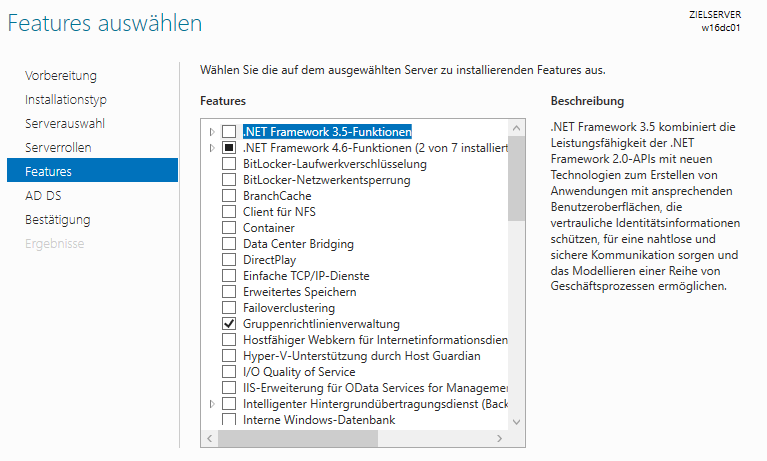 Features auswählen
ZIELSERVER
w16dc01
Vorbereitung
Installationstyp
Serverauswahl
Serverrollen
Features
AD DS
Bestätigung
Ergebnisse
Wählen Sie die auf dem ausgewählten Server zu installierenden Features aus.
Features
.NET Framework 3.5-Funktionen
.NET Framework 4.6-Funktionen (2 von 7 installiert
BitLocker-Laufwerkverschlüsselung
BitLocker-Netzwerkentsperrung
BranchCache
Client für NFS
Container
Data Center Bridging
DirectPlay
Einfache TCP/IP-Dienste
Erweitertes Speichern
Failoverclustering
Gruppenrichtlinienverwaltung
Hostfähiger Webkern für Internetinformationsdien
Hyper-V-Unterstützung durch Host Guardian
I/O Quality of Service
IIS-Erweiterung für OData Services for Manageme
Intelligenter Hintergrundübertragungsdienst (Back
Interne Windows-Datenbank
Beschreibung
.NET Framework 3.5 kombiniert die
Leistungsfähigkeit der .NET
Framework 2.0-APIs mit neuen
Technologien zum Erstellen von
Anwendungen mit ansprechenden
Benutzeroberflächen, die
vertrauliche Identitätsinformationen
schützen, für eine nahtlose und
sichere Kommunikation sorgen und
das Modellieren einer Reihe von
Geschäftsprozessen ermöglichen.